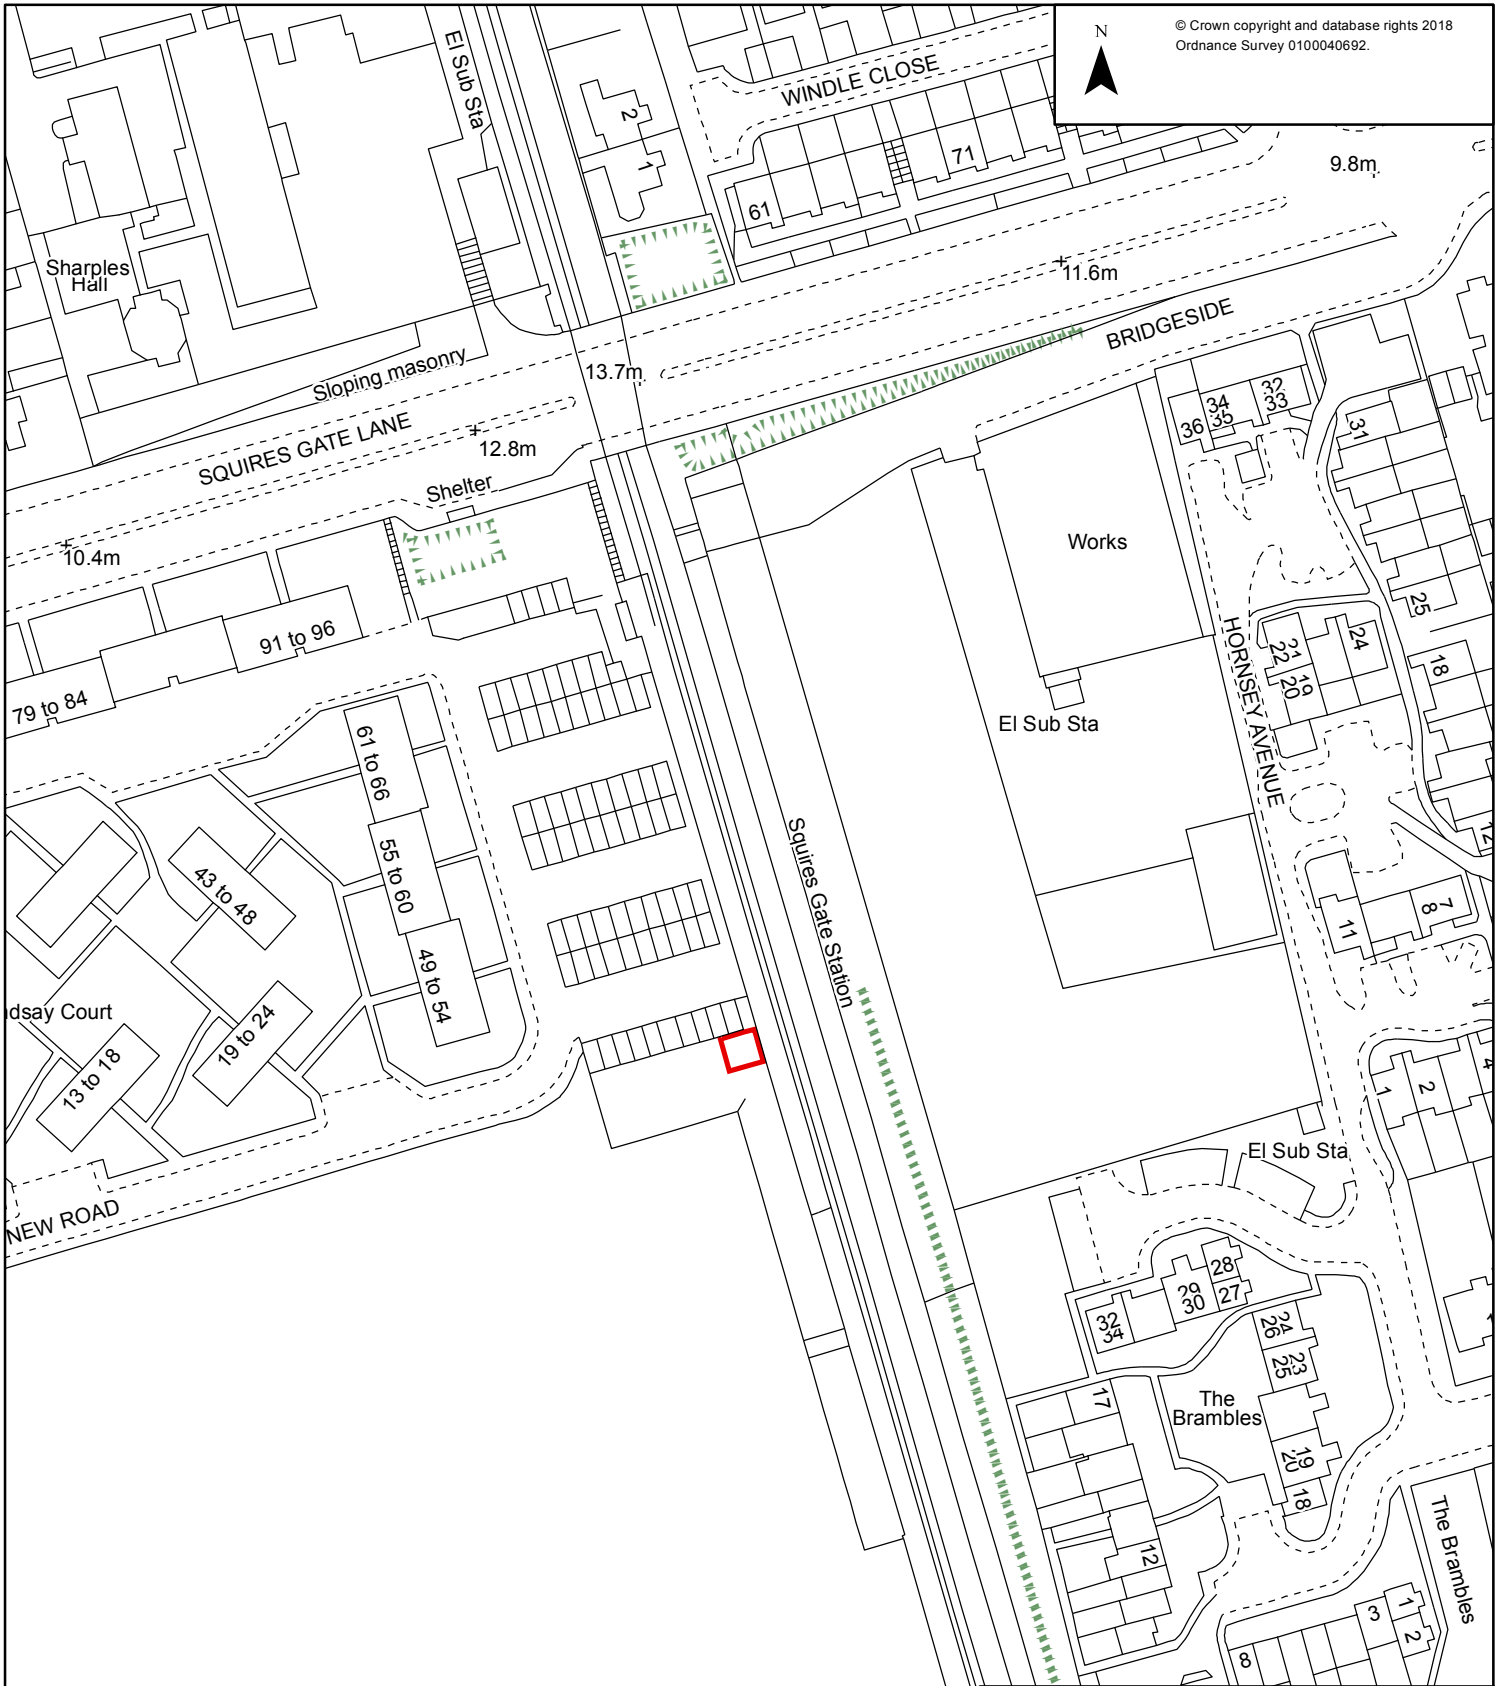 N
© Crown copyright and database rights 2018
Ordnance Survey 0100040692.
El Sub Sta
WINDLE CLOSE
2
1
71
61
9.8m
11.6m
Sharples
Hall
Sloping masonry
13.7m
BRIDGESIDE
SQUIRES GATE LANE
12.8m
Shelter
10.4m
36
34
35
32
33
31
Works
25
91 to 96
79 to 84
HORNSEY AVENUE
21
22
19
20
24
18
El Sub Sta
61 to 66
55 to 60
49 to 54
43 to 48
Squires Gate Station
12
11
7
8
dsay Court
19 to 24
13 to 18
1
2
4
El Sub Sta
NEW ROAD
28
29
30
27
32
34
24
26
23
25
17
The
Brambles
19
20
18
12
The Brambles
3
1
2
8